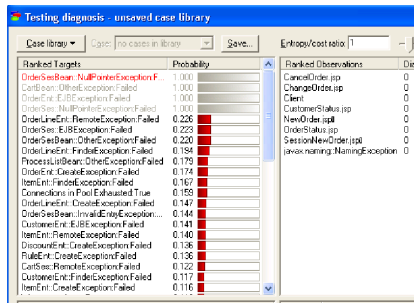 Testing diagnosis - unsaved case library
Case library Case: no cases in library Save... Entropy/cost ratio: 1
Ranked Targets Probability Ranked Observations
OrderSesBean::NullPointerException:F... 1.000 CancelOrder.jsp 0
CartBean::OtherException:Failed 1.000 ChangeOrder.jsp 0
OrderEnt::EJBException:Failed 1.000 Client 0
OrderSes::NullPointerException:Failed 1.000 CustomerStatus.jsp 0
OrderLineEnt::RemoteException:Failed 0.226 NewOrder.jsp 0
OrderSes::EJBException:Failed 0.223 OrderStatus.jsp 0
OrderSesBean::OtherException:Failed 0.220 SessionNewOrder.jsp 0
OrderLineEnt::FinderException:Failed 0.194 javax.naming::NamingException 0
ProcessListBean::OtherException:Failed 0.179
OrderEnt::CreateException:Failed 0.174
ItemEnt::FinderException:Failed 0.167
Connections in Pool Exhausted:True 0.159
OrderLineEnt::CreateException:Failed 0.147
OrderSesBean::InvalidEntryException:... 0.144
CustomerEnt::EJBException:Failed 0.141
ItemEnt::RemoteException:Failed 0.140
DiscountEnt::CreateException:Failed 0.136
RuleEnt::CreateException:Failed 0.136
CartSes::RemoteException:Failed 0.122
CustomerEnt::FinderException:Failed 0.117
ItemEnt::CreateException:Failed 0.116